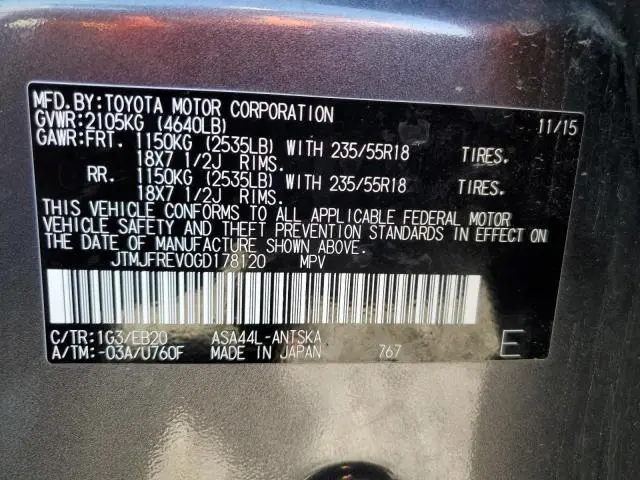 MFD.BY:TOYOTA MOTOR CORPORATION 11/15
GVWR:2105KG (4640LB)
GAWR:FRT. 1150KG (2535LB) WITH 235/55R18 TIRES.
18X7 1/2J RIMS.
RR. 1150KG (2535LB) WITH 235/55R18 TIRES.
18X7 1/2J RIMS.
THIS VEHICLE CONFORMS TO ALL APPLICABLE FEDERAL MOTOR
VEHICLE SAFETY AND THEFT PREVENTION STANDARDS IN EFFECT ON
THE DATE OF MANUFACTURE SHOWN ABOVE.
JTMJFREV0GD178120 MPV
C/TR:1G3/EB20 ASA44L-ANTSKA
A/TM:-03A/U760F MADE IN JAPAN 767 E